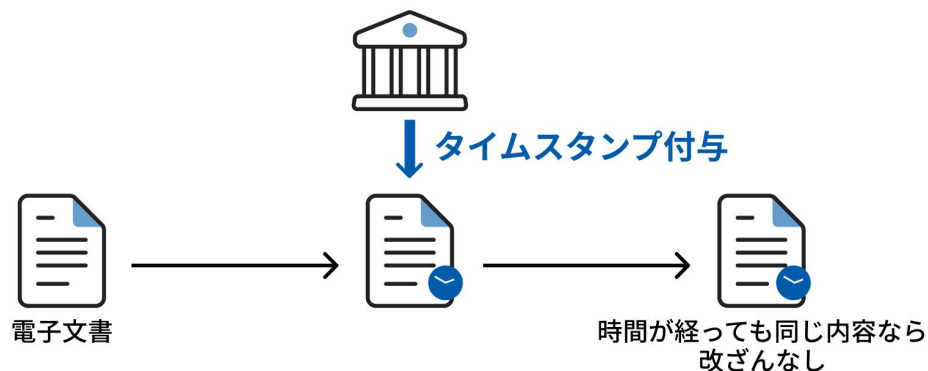 タイムスタンプ付与
電子文書
時間が経っても同じ内容なら
改ざんなし